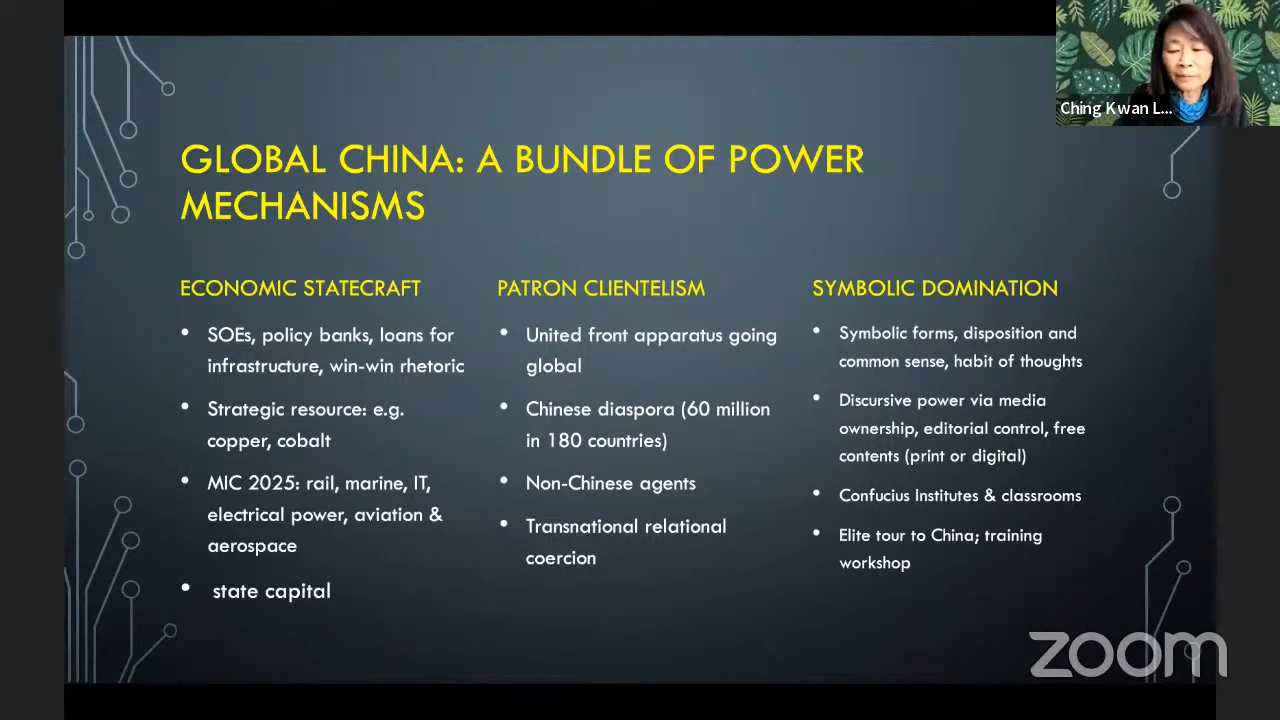 Ching Kwan L...
GLOBAL CHINA: A BUNDLE OF POWER
MECHANISMS
ECONOMIC STATECRAFT
• SOEs, policy banks, loans for
infrastructure, win-win rhetoric
• Strategic resource: e.g.
copper, cobalt
• MIC 2025: rail, marine, IT,
electrical power, aviation &
aerospace
• state capital
PATRON CLIENTELISM
• United front apparatus going
global
• Chinese diaspora (60 million
in 180 countries)
• Non-Chinese agents
• Transnational relational
coercion
SYMBOLIC DOMINATION
• Symbolic forms, disposition and
common sense, habit of thoughts
• Discursive power via media
ownership, editorial control, free
contents (print or digital)
• Confucius Institutes & classrooms
• Elite tour to China; training
workshop
zoom